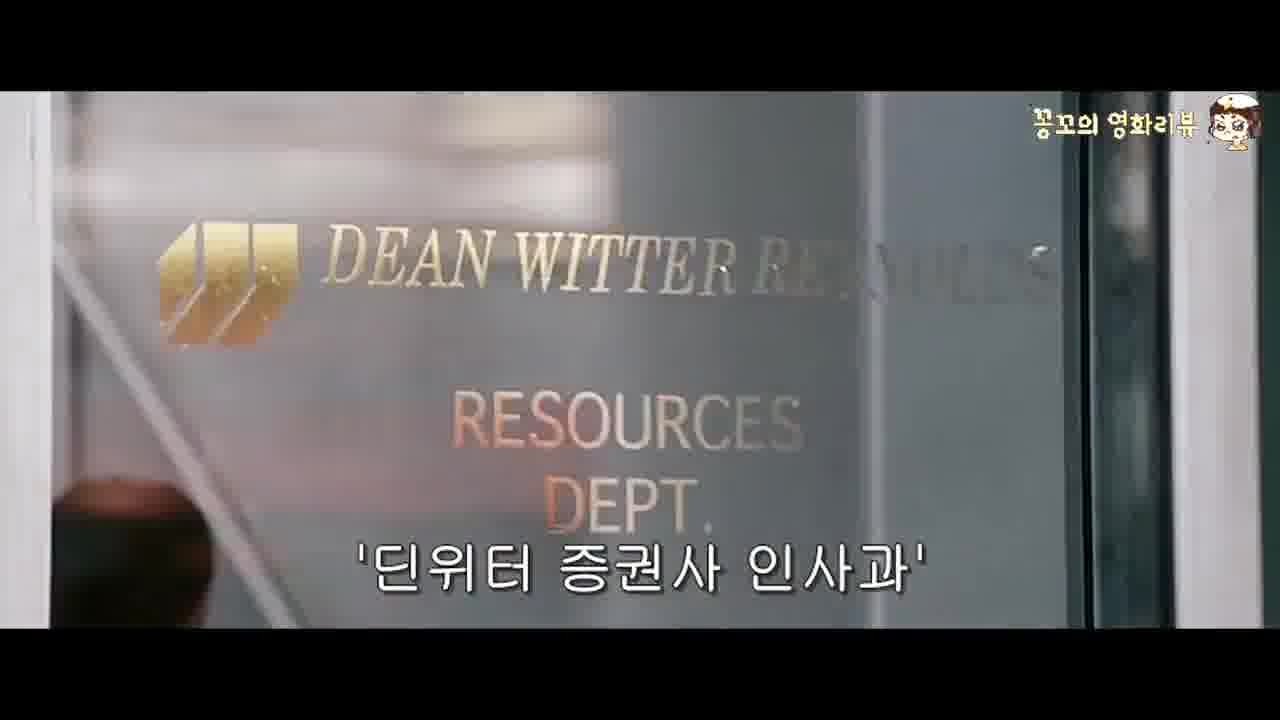 꽁꼬의 영화리뷰
DEAN WITTER REYNOLDS
RESOURCES
DEPT.
'딘위터 증권사 인사과'